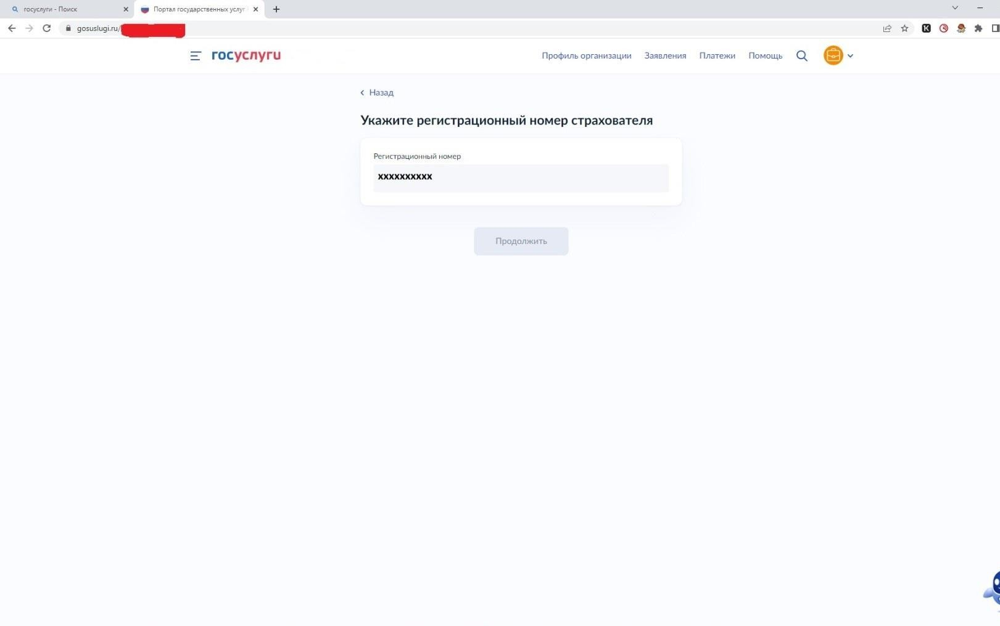 госуслуги - Поиск
Портал государственных услуг
gosuslugi.ru/
госуслуги
Профиль организации
Заявления
Платежи
Помощь
Назад
Укажите регистрационный номер страхователя
Регистрационный номер
xxxxxxxxxx
Продолжить